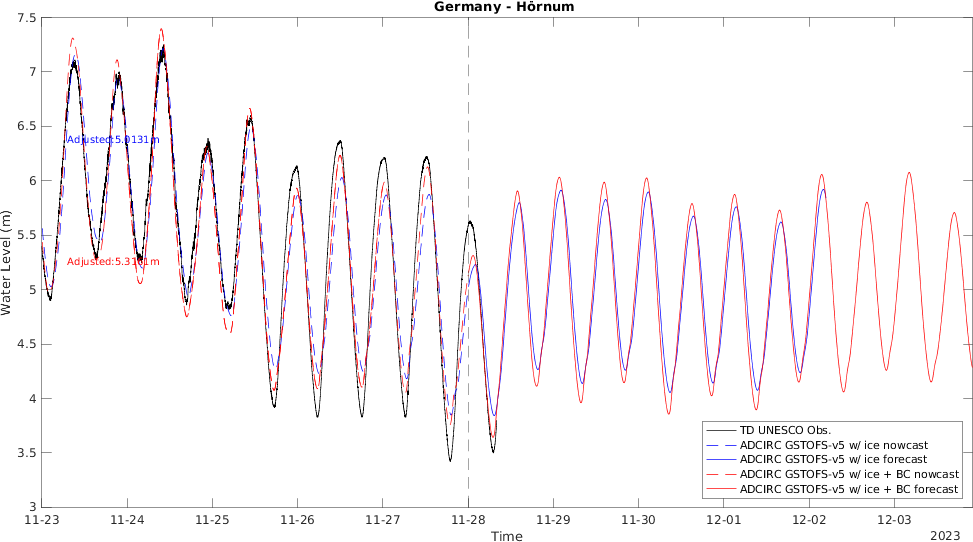 Germany - Hörnum
7.5
7
6.5
6
5.5
5
4.5
4
3.5
3
Water Level (m)
Adjusted:5.0131m
11-23
11-24
11-25
11-26
11-27
11-28
11-29
11-30
12-01
12-02
12-03
Time
2023
TD UNESCO Obs.
ADCIRC GSTOFS-v5 w/ ice nowcast
ADCIRC GSTOFS-v5 w/ ice forecast
ADCIRC GSTOFS-v5 w/ ice + BC nowcast
ADCIRC GSTOFS-v5 w/ ice + BC forecast